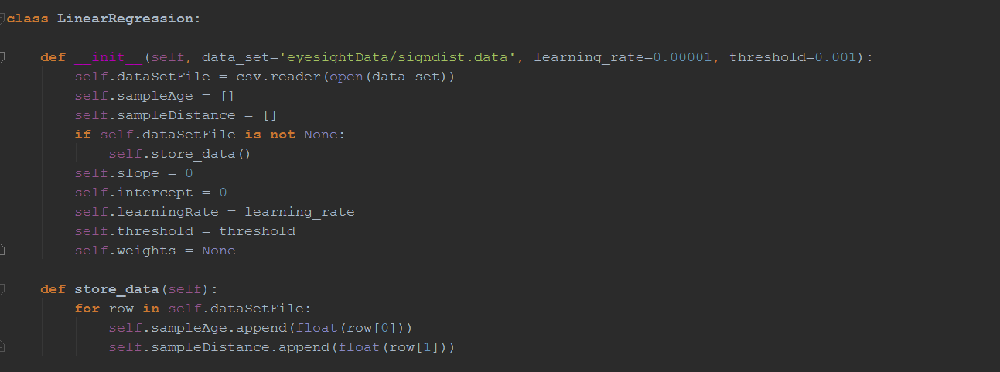 class LinearRegression:
def __init__(self, data_set='eyesightData/signdist.data', learning_rate=0.00001, threshold=0.001):
self.dataSetFile = csv.reader(open(data_set))
self.sampleAge = []
self.sampleDistance = []
if self.dataSetFile is not None:
self.store_data()
self.slope = 0
self.intercept = 0
self.learningRate = learning_rate
self.threshold = threshold
self.weights = None
def store_data(self):
for row in self.dataSetFile:
self.sampleAge.append(float(row[0]))
self.sampleDistance.append(float(row[1]))